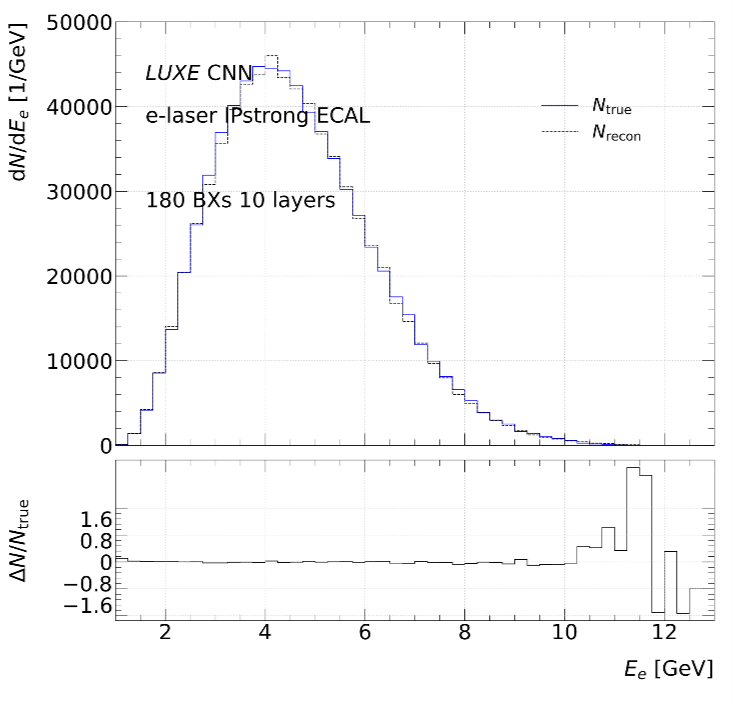 50000
40000
30000
20000
10000
0
dN/dE_e [1/GeV]
LUXE CNN
e-laser IPstrong ECAL
180 BXs 10 layers
N_true
N_recon
1.6
0.8
0
−0.8
−1.6
ΔN/N_true
2 4 6 8 10 12
E_e [GeV]